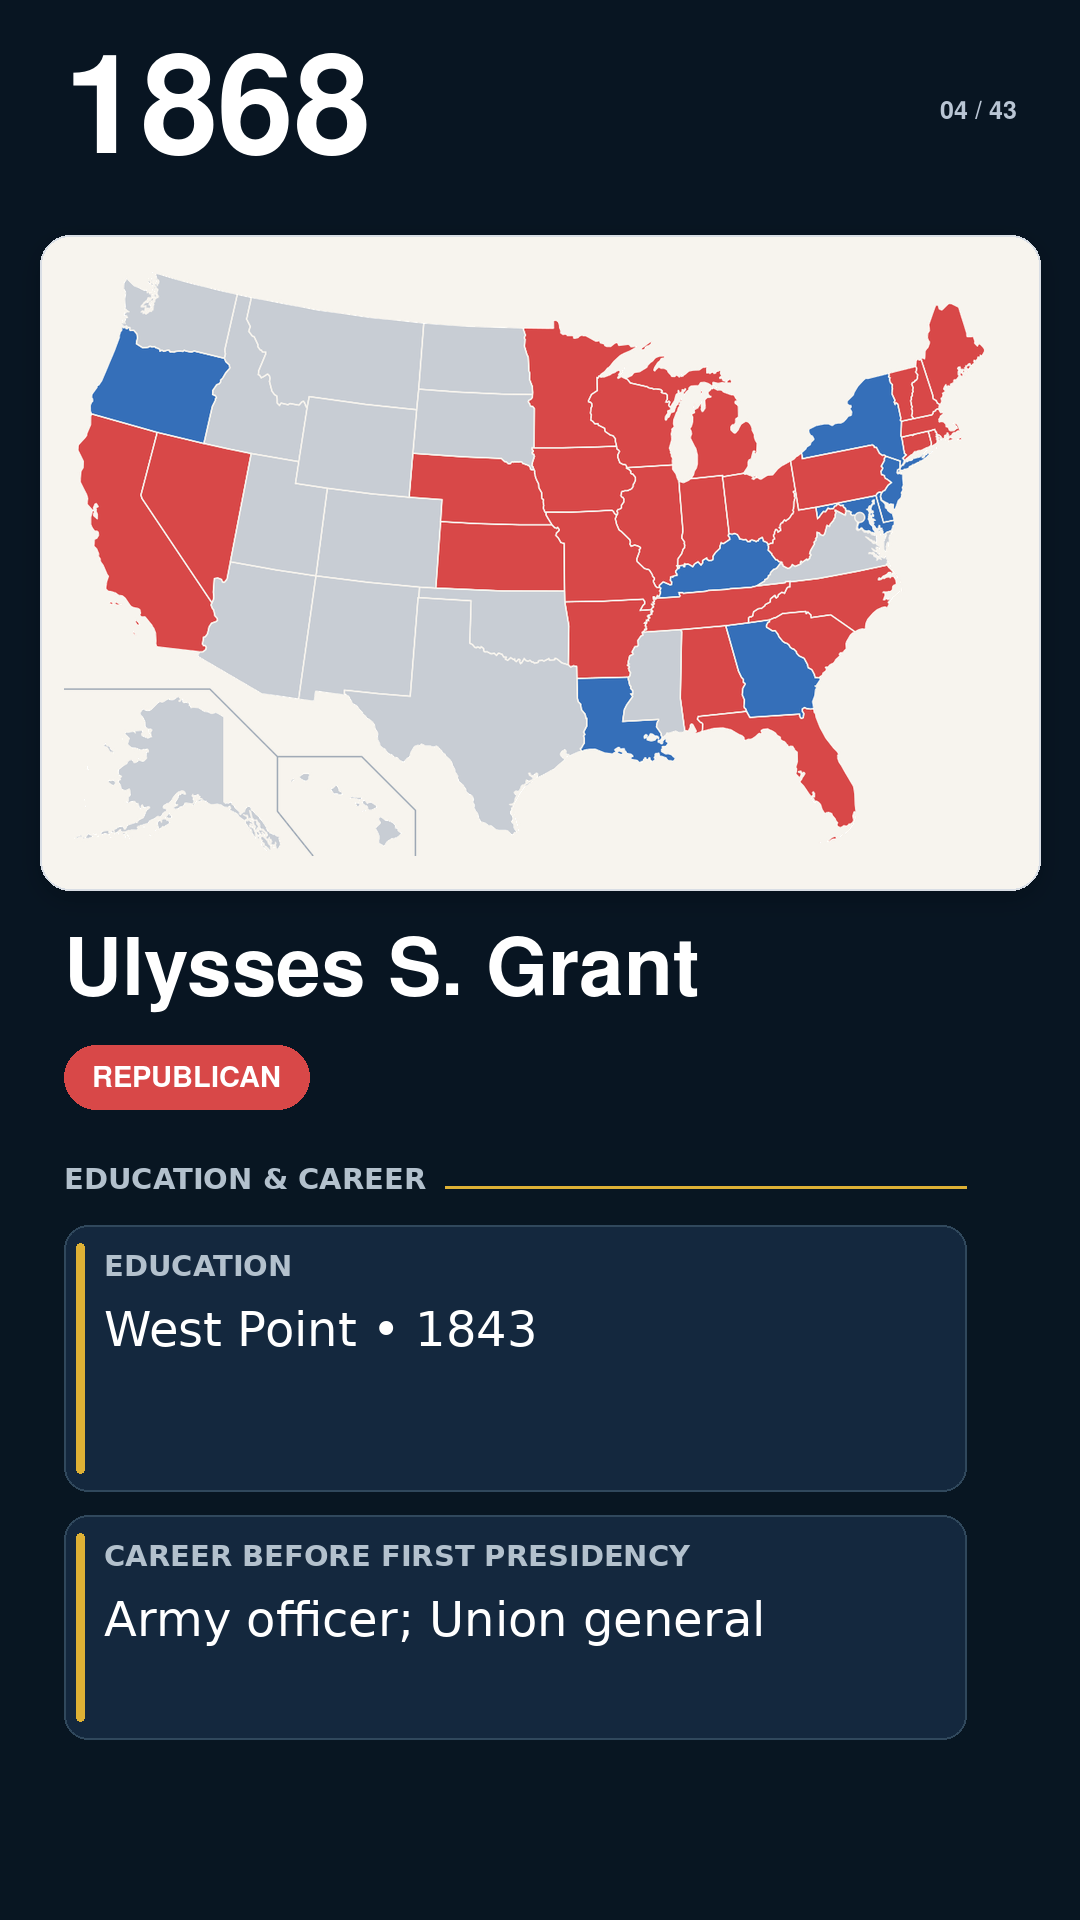 1868
04 / 43
Ulysses S. Grant
REPUBLICAN
EDUCATION & CAREER
EDUCATION
West Point • 1843
CAREER BEFORE FIRST PRESIDENCY
Army officer; Union general